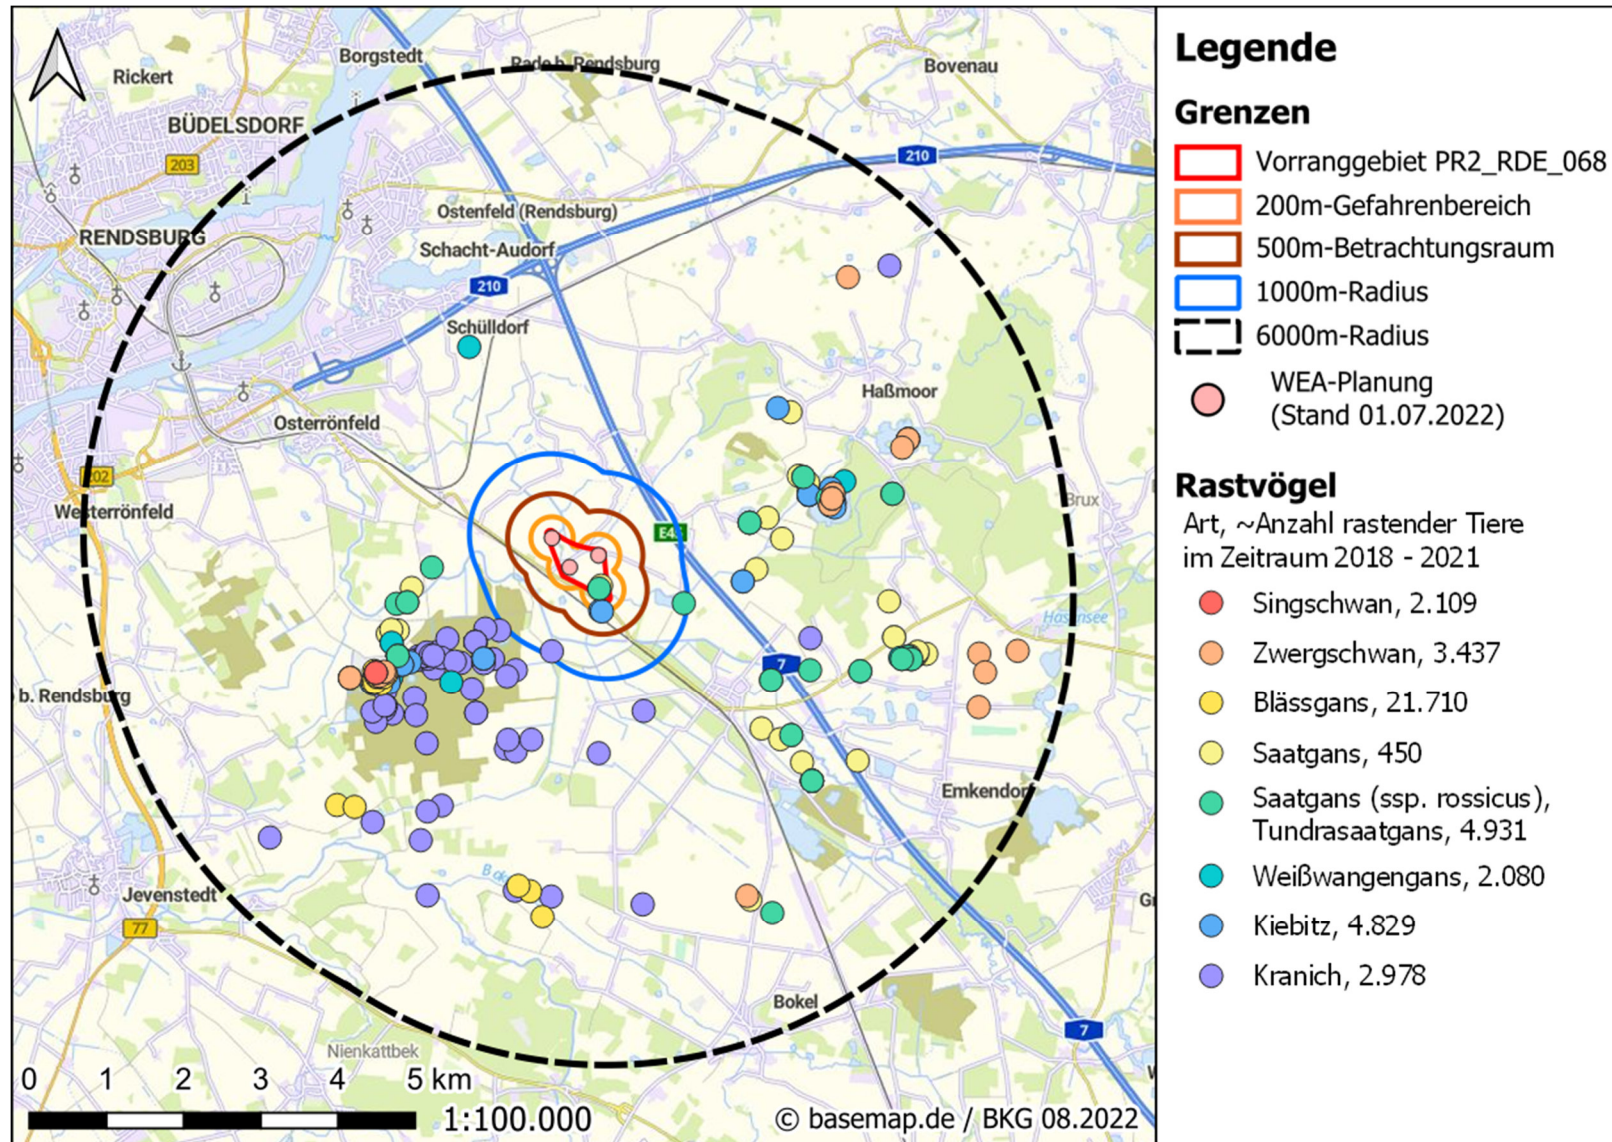 Borgstedt
Rade b. Rendsburg
Bovenau
Rickert
BÜDELSDORF
203
210
Ostenfeld (Rendsburg)
RENDSBURG
Schacht-Audorf
210
Schülldorf
Haßmoor
Osterrönfeld
202
Brux
Westerrönfeld
E45
Hasensee
7
b. Rendsburg
Emkendorf
Jevenstedt
77
Bokel
7
Nienkattbek
0 1 2 3 4 5 km
1:100.000
© basemap.de / BKG 08.2022
Legende
Grenzen
Vorranggebiet PR2_RDE_068
200m-Gefahrenbereich
500m-Betrachtungsraum
1000m-Radius
6000m-Radius
WEA-Planung
(Stand 01.07.2022)
Rastvögel
Art, ~Anzahl rastender Tiere
im Zeitraum 2018 - 2021
Singschwan, 2.109
Zwergschwan, 3.437
Blässgans, 21.710
Saatgans, 450
Saatgans (ssp. rossicus),
Tundrasaatgans, 4.931
Weißwangengans, 2.080
Kiebitz, 4.829
Kranich, 2.978